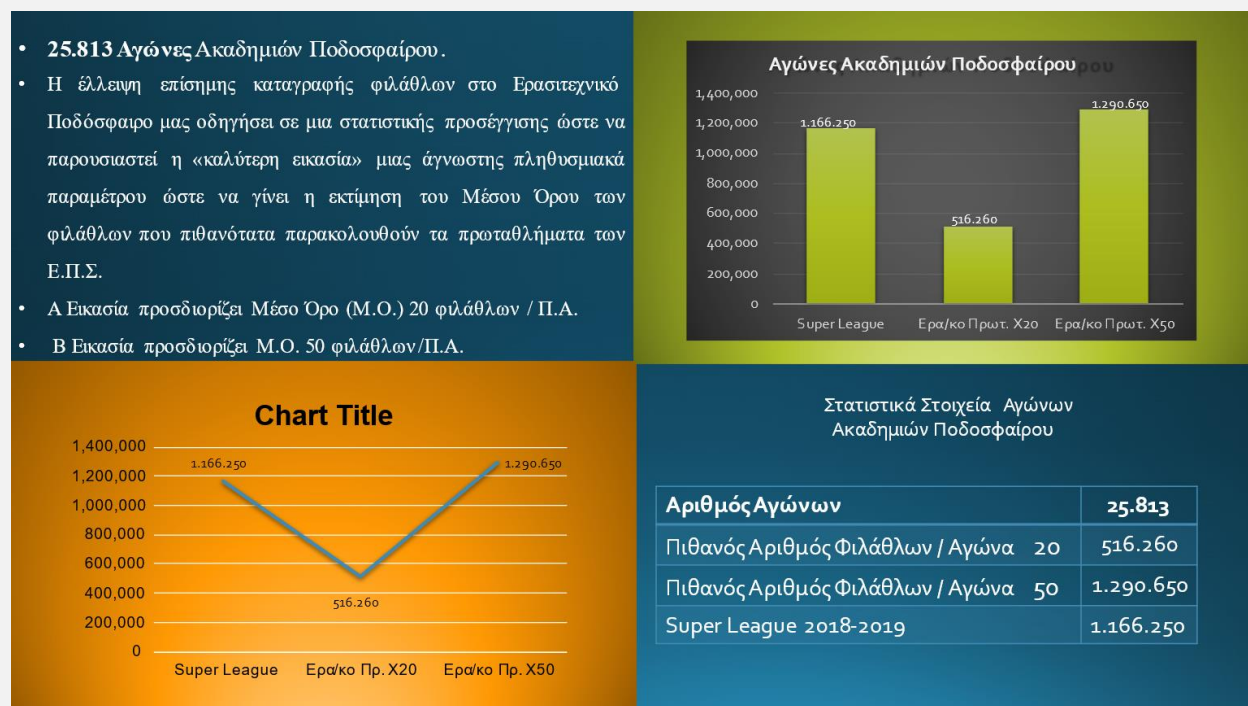 • 25.813 Αγώνες Ακαδημιών Ποδοσφαίρου.
• Η έλλειψη επίσημης καταγραφής φιλάθλων στο Ερασιτεχνικό
Ποδόσφαιρο μας οδηγήσει σε μια στατιστικής προσέγγισης ώστε να
παρουσιαστεί η «καλύτερη εικασία» μιας άγνωστης πληθυσμιακά
παραμέτρου ώστε να γίνει η εκτίμηση του Μέσου Όρου των
φιλάθλων που πιθανότατα παρακολουθούν τα πρωταθλήματα των
Ε.Π.Σ.
• Α Εικασία προσδιορίζει Μέσο Όρο (Μ.Ο.) 20 φιλάθλων / Π.Α.
• Β Εικασία προσδιορίζει Μ.Ο. 50 φιλάθλων/Π.Α.
Αγώνες Ακαδημιών Ποδοσφαίρου
1,400,000
1,200,000
1,000,000
800,000
600,000
400,000
200,000
0
1.166.250
516.260
1.290.650
Super League Ερα/κο Πρωτ. Χ20 Ερα/κο Πρωτ. Χ50
Chart Title
1,400,000
1,200,000
1,000,000
800,000
600,000
400,000
200,000
0
1.166.250
516.260
1.290.650
Super League Ερα/κο Πρ. Χ20 Ερα/κο Πρ. Χ50
Στατιστικά Στοιχεία Αγώνων
Ακαδημιών Ποδοσφαίρου
Αριθμός Αγώνων 25.813
Πιθανός Αριθμός Φιλάθλων / Αγώνα 20 516.260
Πιθανός Αριθμός Φιλάθλων / Αγώνα 50 1.290.650
Super League 2018-2019 1.166.250